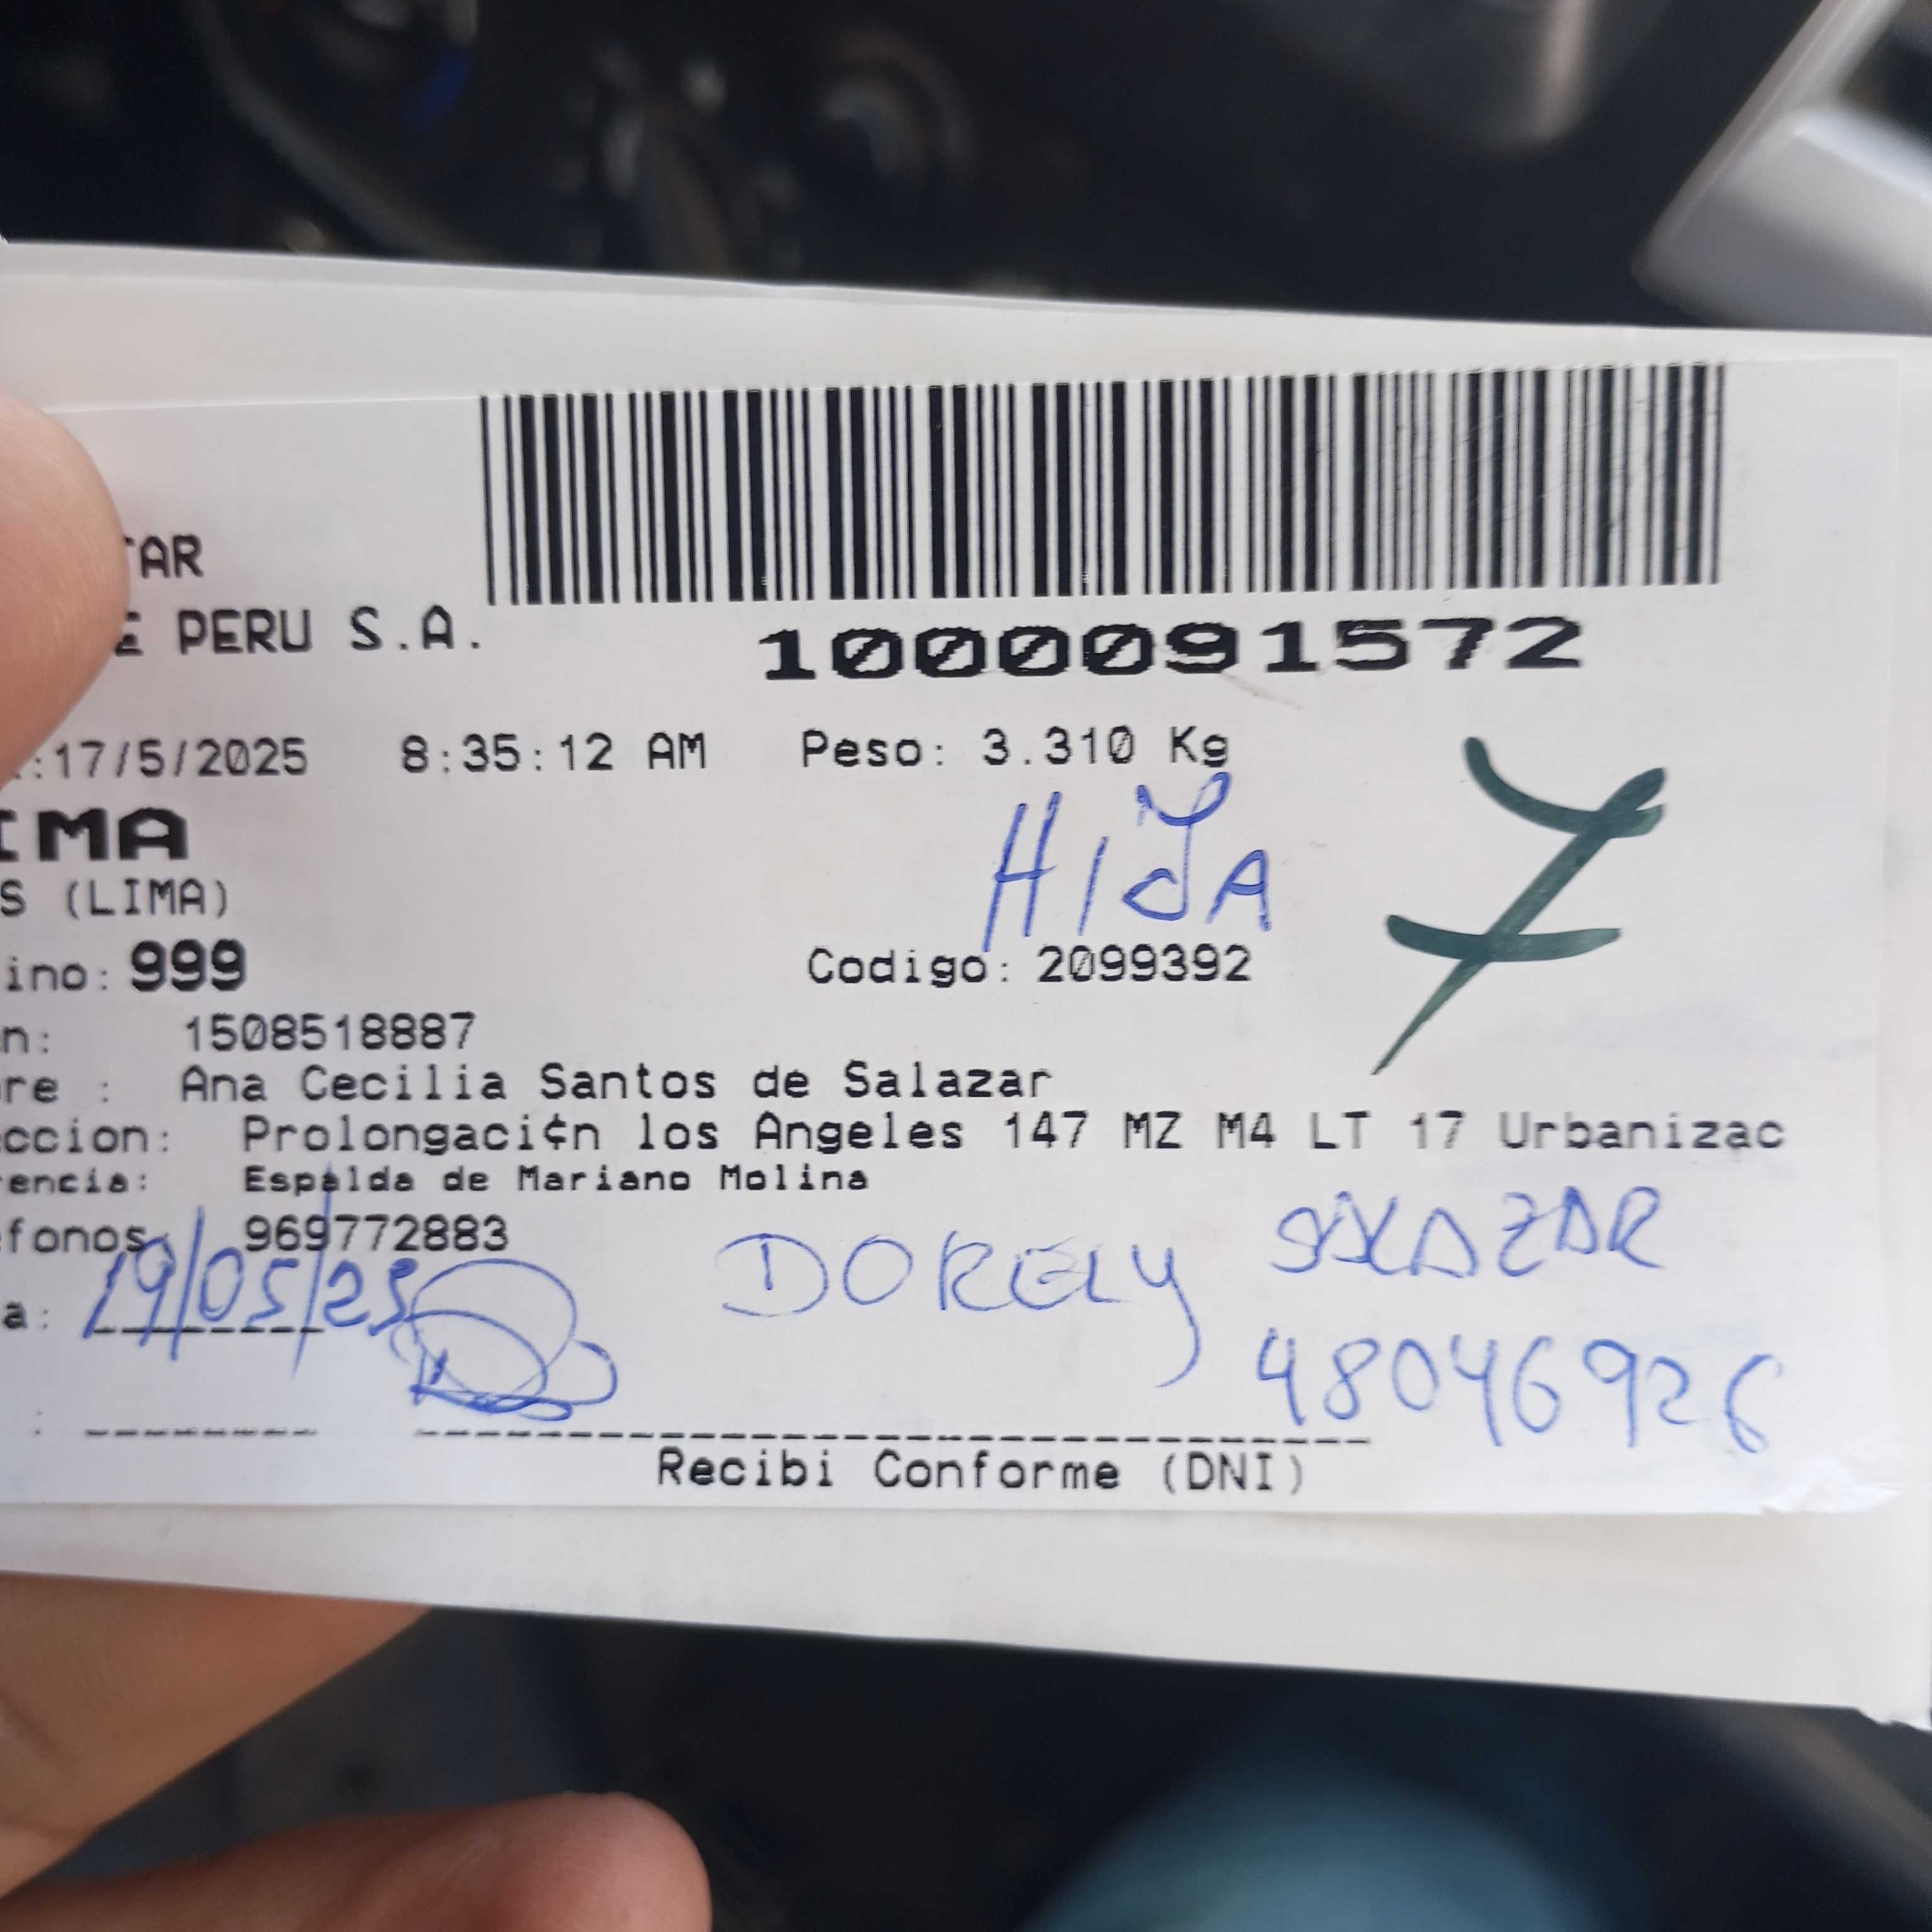 TAR
E PERU S.A.
1000091572
:17/5/2025 8:35:12 AM Peso: 3.310 Kg
IMA
HIJA
7
S (LIMA)
ino: 999 Codigo: 2099392
n: 1508518887
re : Ana Cecilia Santos de Salazar
ccion: Prolongaci¢n los Angeles 147 MZ M4 LT 17 Urbanizac
encia: Espalda de Mariano Molina
fonos 969772883
a: 19/05/25 DORELY SALAZAR
48046926
Recibi Conforme (DNI)